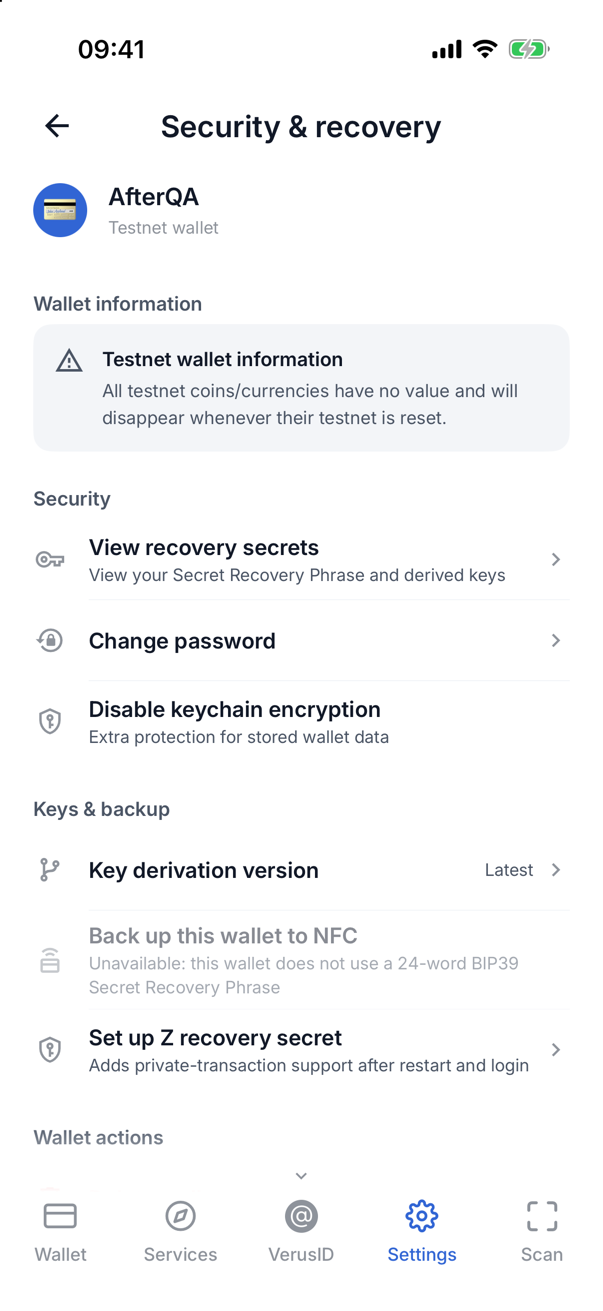 09:41
Security & recovery
AfterQA
Testnet wallet
Wallet information
Testnet wallet information
All testnet coins/currencies have no value and will
disappear whenever their testnet is reset.
Security
View recovery secrets
View your Secret Recovery Phrase and derived keys
Change password
Disable keychain encryption
Extra protection for stored wallet data
Keys & backup
Key derivation version
Latest
Back up this wallet to NFC
Unavailable: this wallet does not use a 24-word BIP39
Secret Recovery Phrase
Set up Z recovery secret
Adds private-transaction support after restart and login
Wallet actions
Wallet
Services
VerusID
Settings
Scan